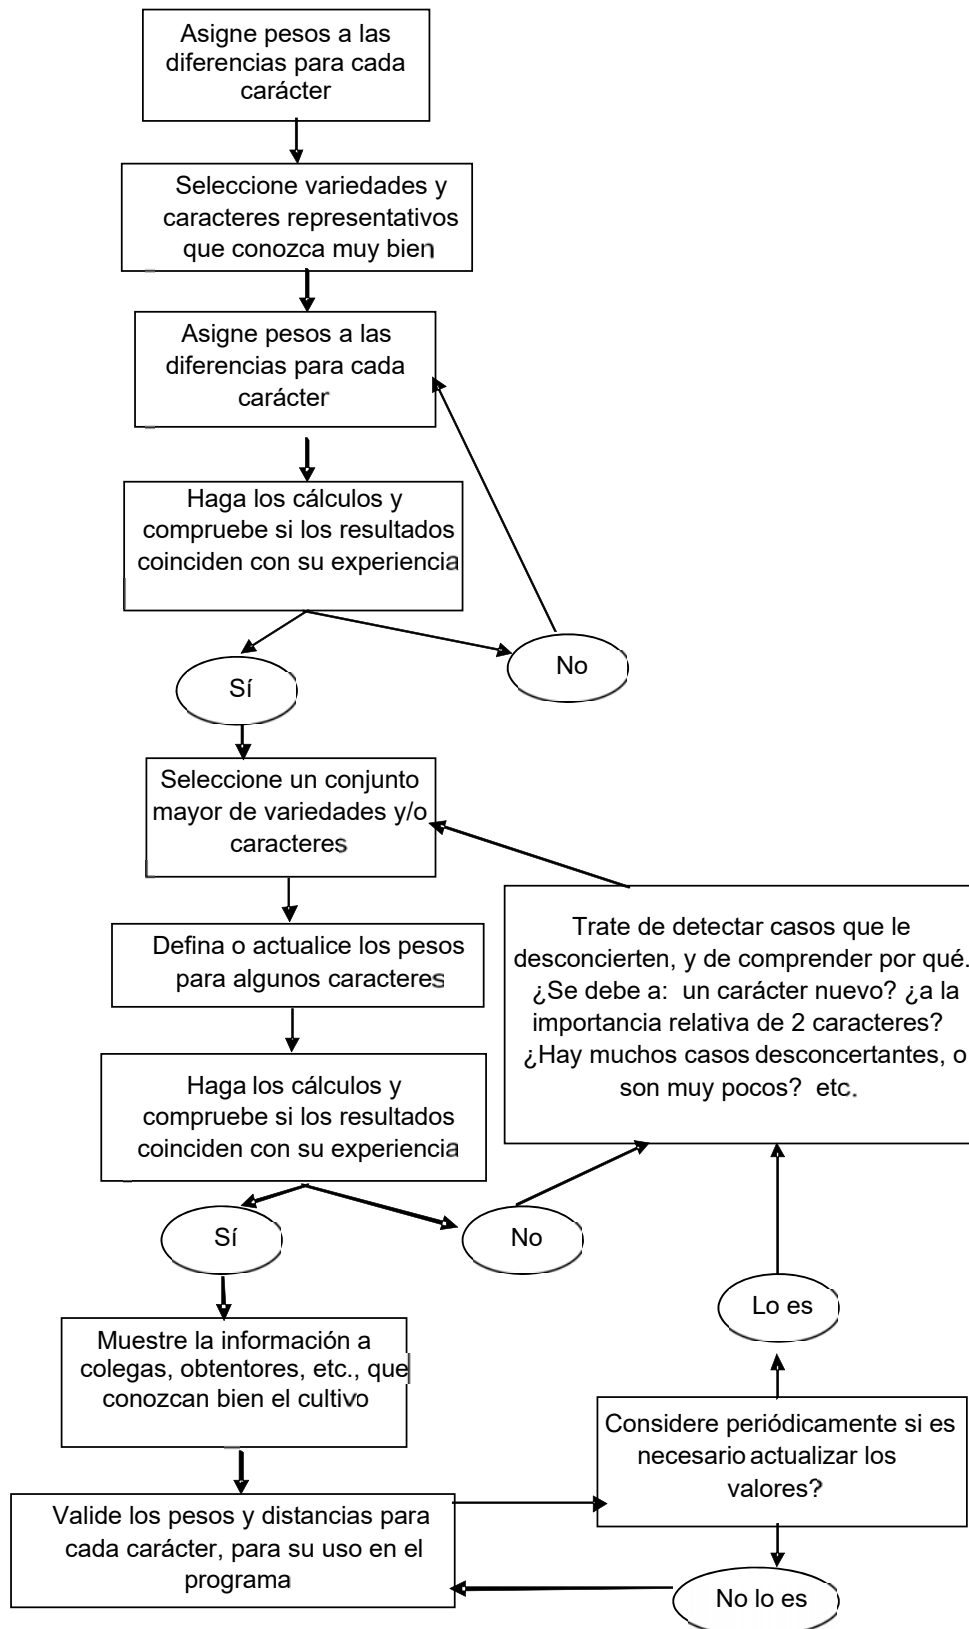 Asigne pesos a las
diferencias para cada
carácter
Seleccione variedades y
caracteres representativos
que conozca muy bien
Asigne pesos a las
diferencias para cada
carácter
Haga los cálculos y
compruebe si los resultados
coinciden con su experiencia
No
Sí
Seleccione un conjunto
mayor de variedades y/o
caracteres
Defina o actualice los pesos
para algunos caracteres
Trate de detectar casos que le
desconcierten, y de comprender por qué.
¿Se debe a: un carácter nuevo? ¿a la
importancia relativa de 2 caracteres?
¿Hay muchos casos desconcertantes, o
son muy pocos? etc.
Haga los cálculos y
compruebe si los resultados
coinciden con su experiencia
Sí
No
Lo es
Muestre la información a
colegas, obtentores, etc., que
conozcan bien el cultivo
Considere periódicamente si es
necesario actualizar los
valores?
Valide los pesos y distancias para
cada carácter, para su uso en el
programa
No lo es